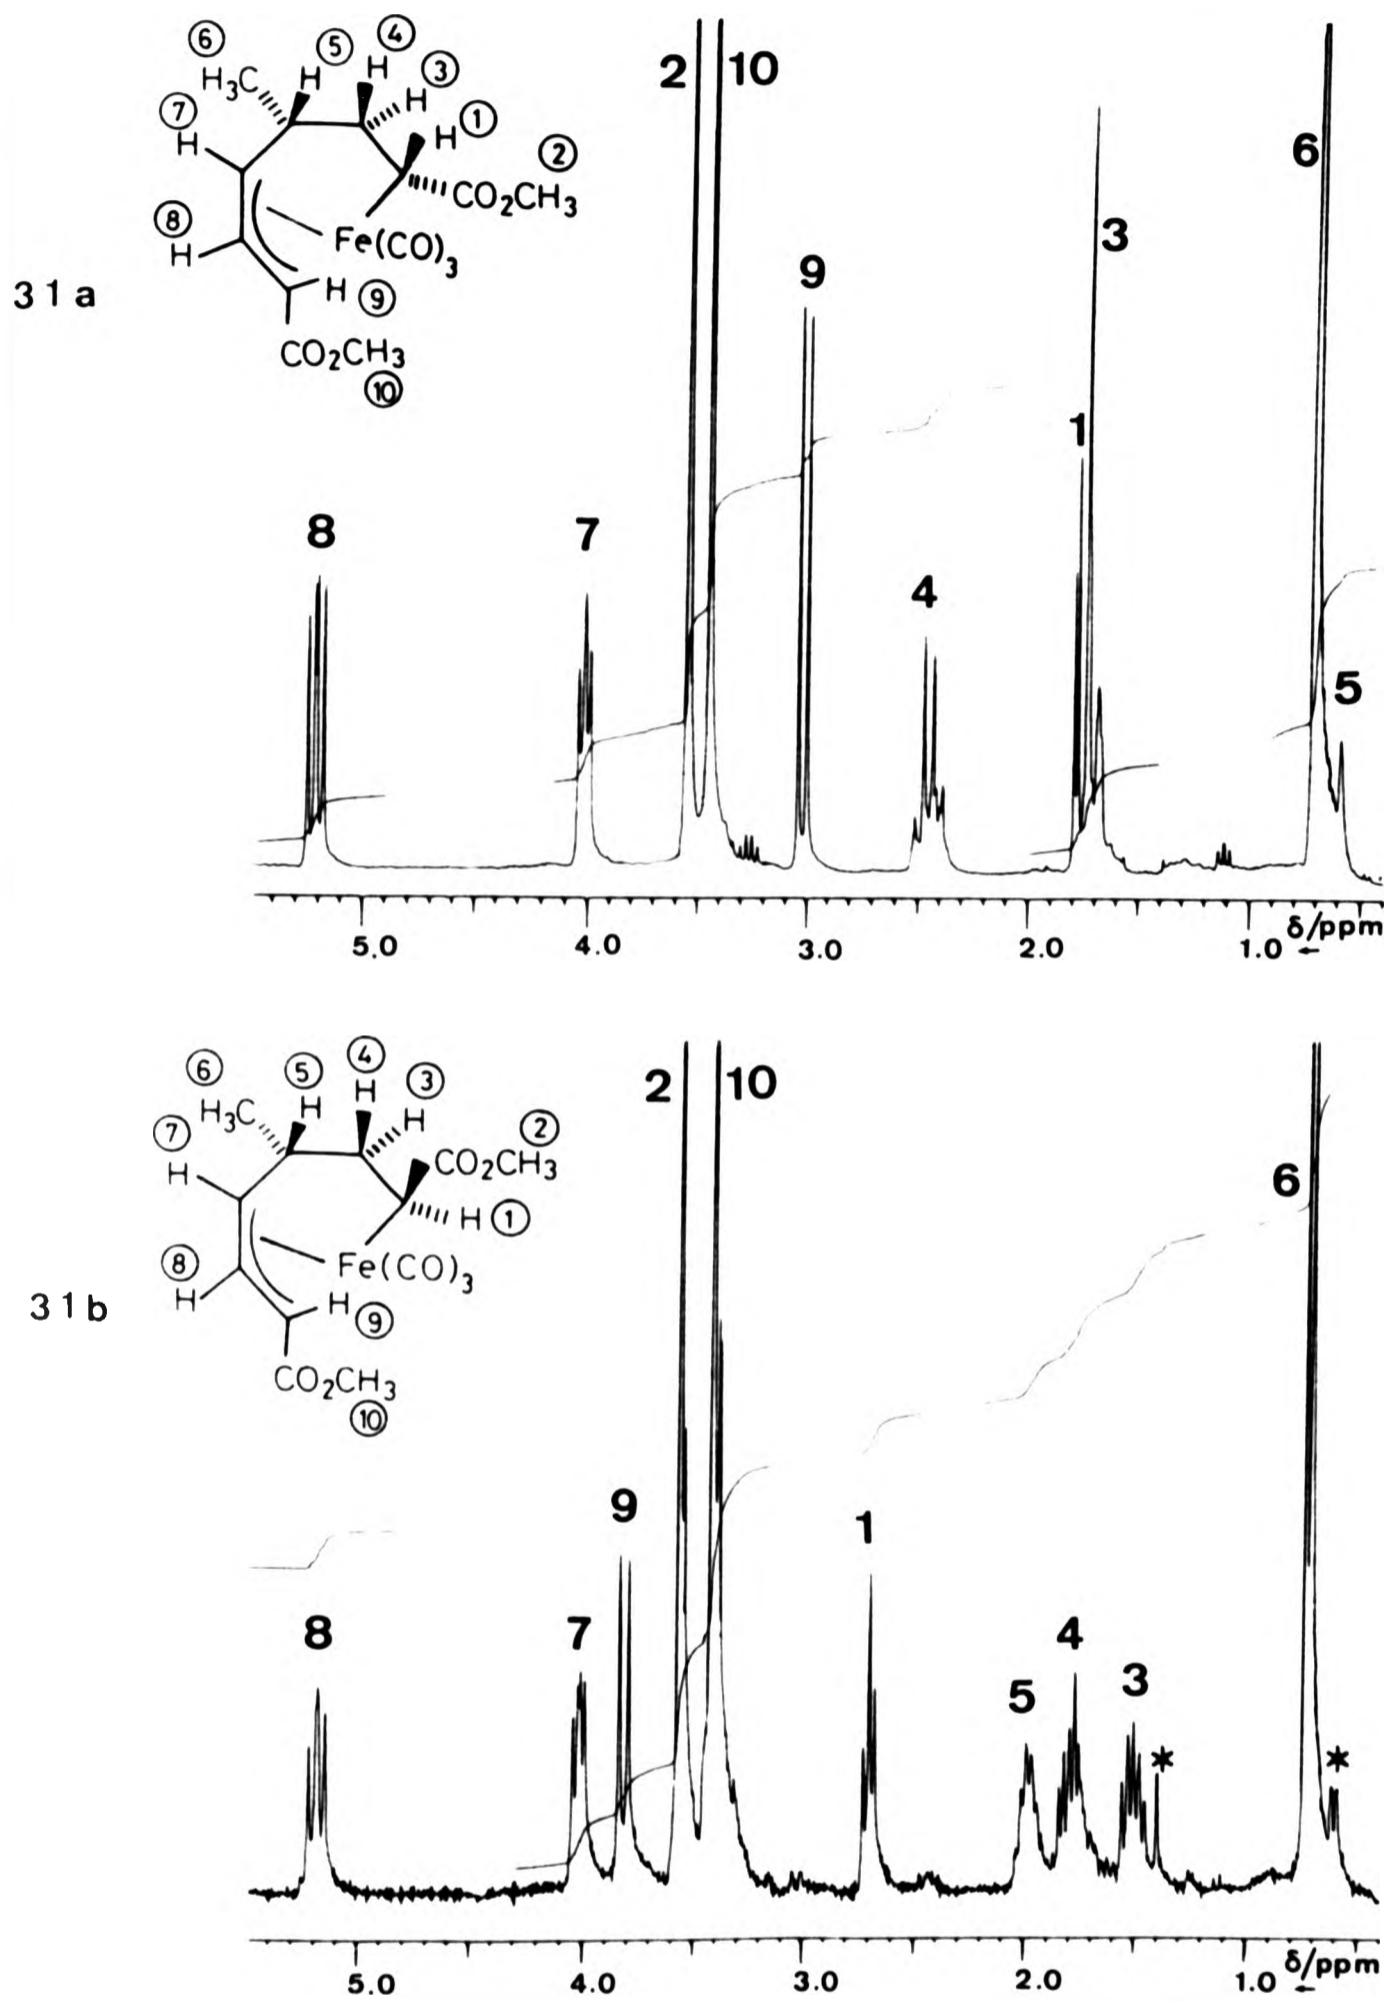 ⑥
⑤
④
H₃C
H
H
③
H
⑦
H
①
H
②
CO₂CH₃
⑧
H
Fe(CO)₃
H
⑨
31a
CO₂CH₃
⑩
2
10
6
3
9
1
8
7
4
5
5.0
4.0
3.0
2.0
1.0
δ/ppm
←
⑥
⑤
④
H₃C
H
H
③
H
⑦
H
②
CO₂CH₃
H
①
⑧
H
Fe(CO)₃
H
⑨
31b
CO₂CH₃
⑩
2
10
6
9
1
8
7
5
4
3
*
*
5.0
4.0
3.0
2.0
1.0
δ/ppm
←